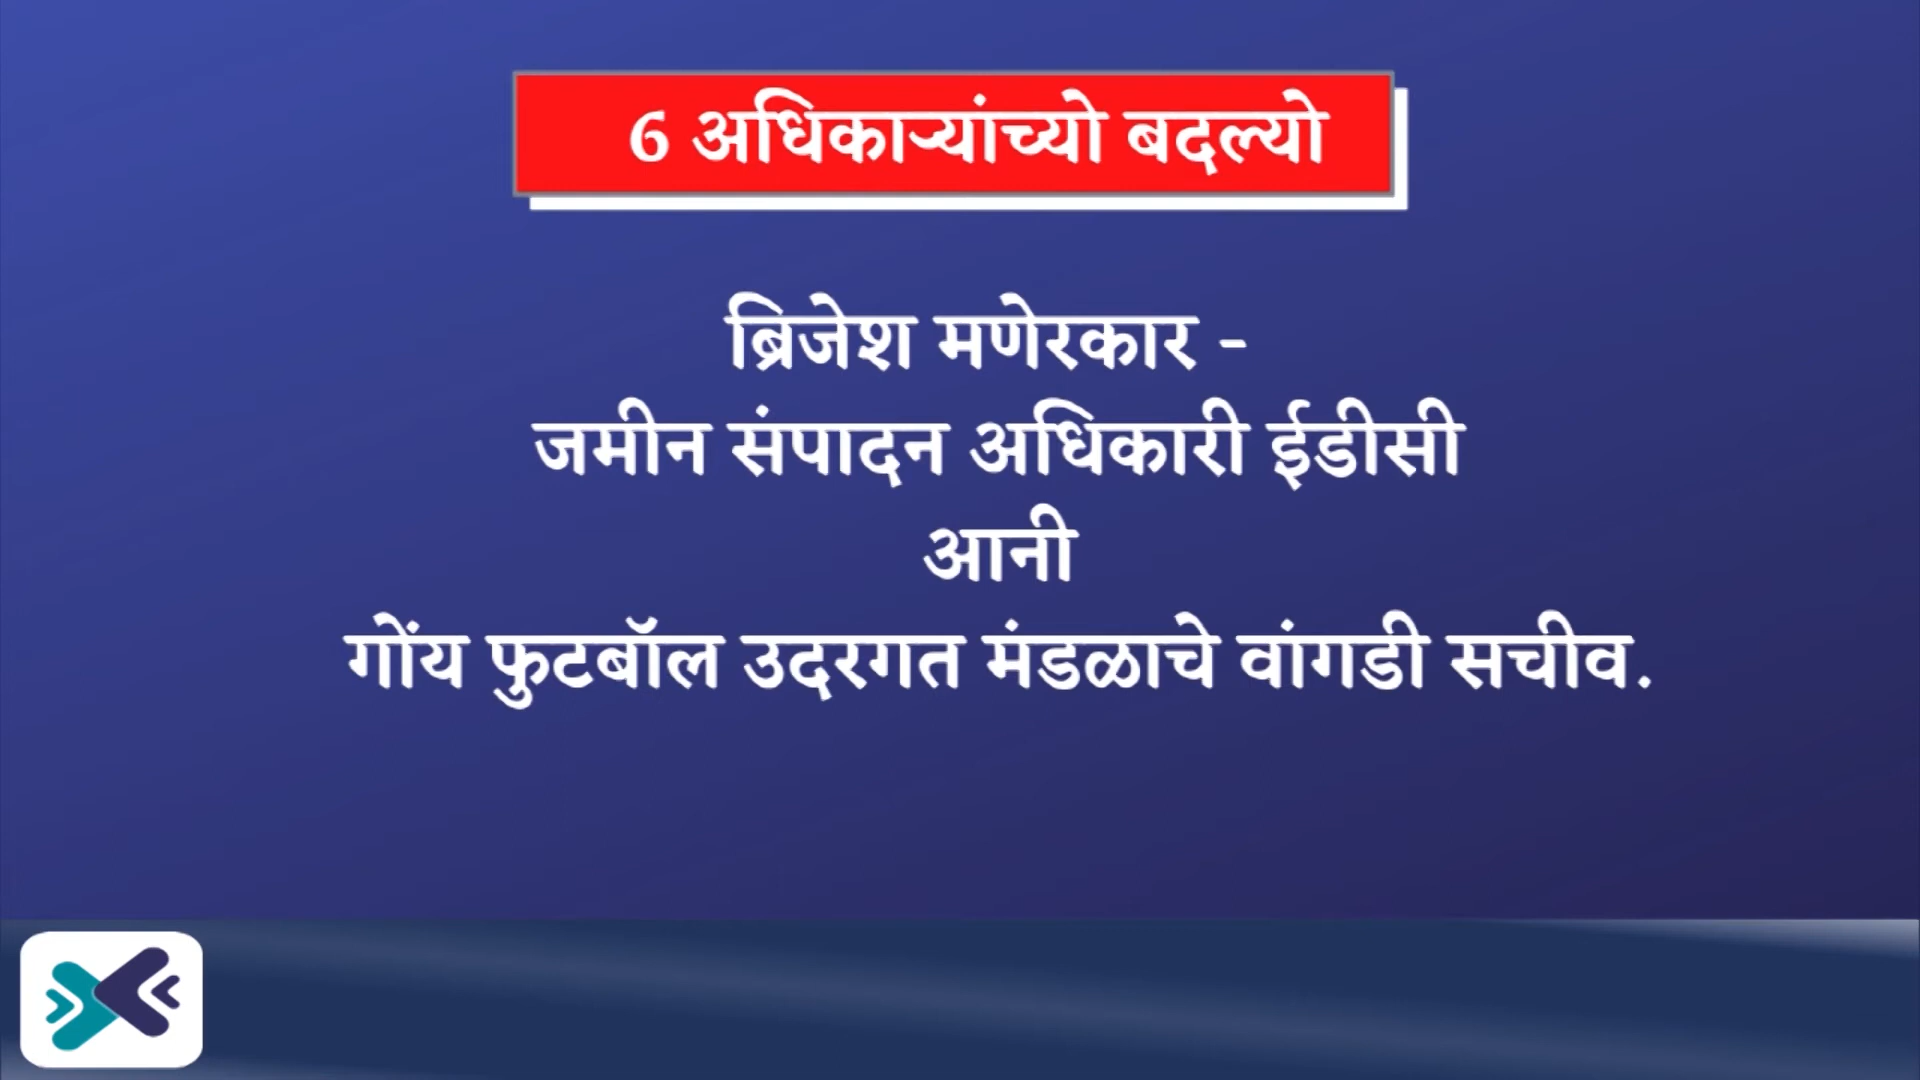 6 अधिकाऱ्यांच्यो बदल्यो
ब्रिजेश मणेरकार -
जमीन संपादन अधिकारी ईडीसी
आनी
गोंय फुटबॉल उदरगत मंडळाचे वांगडी सचीव.